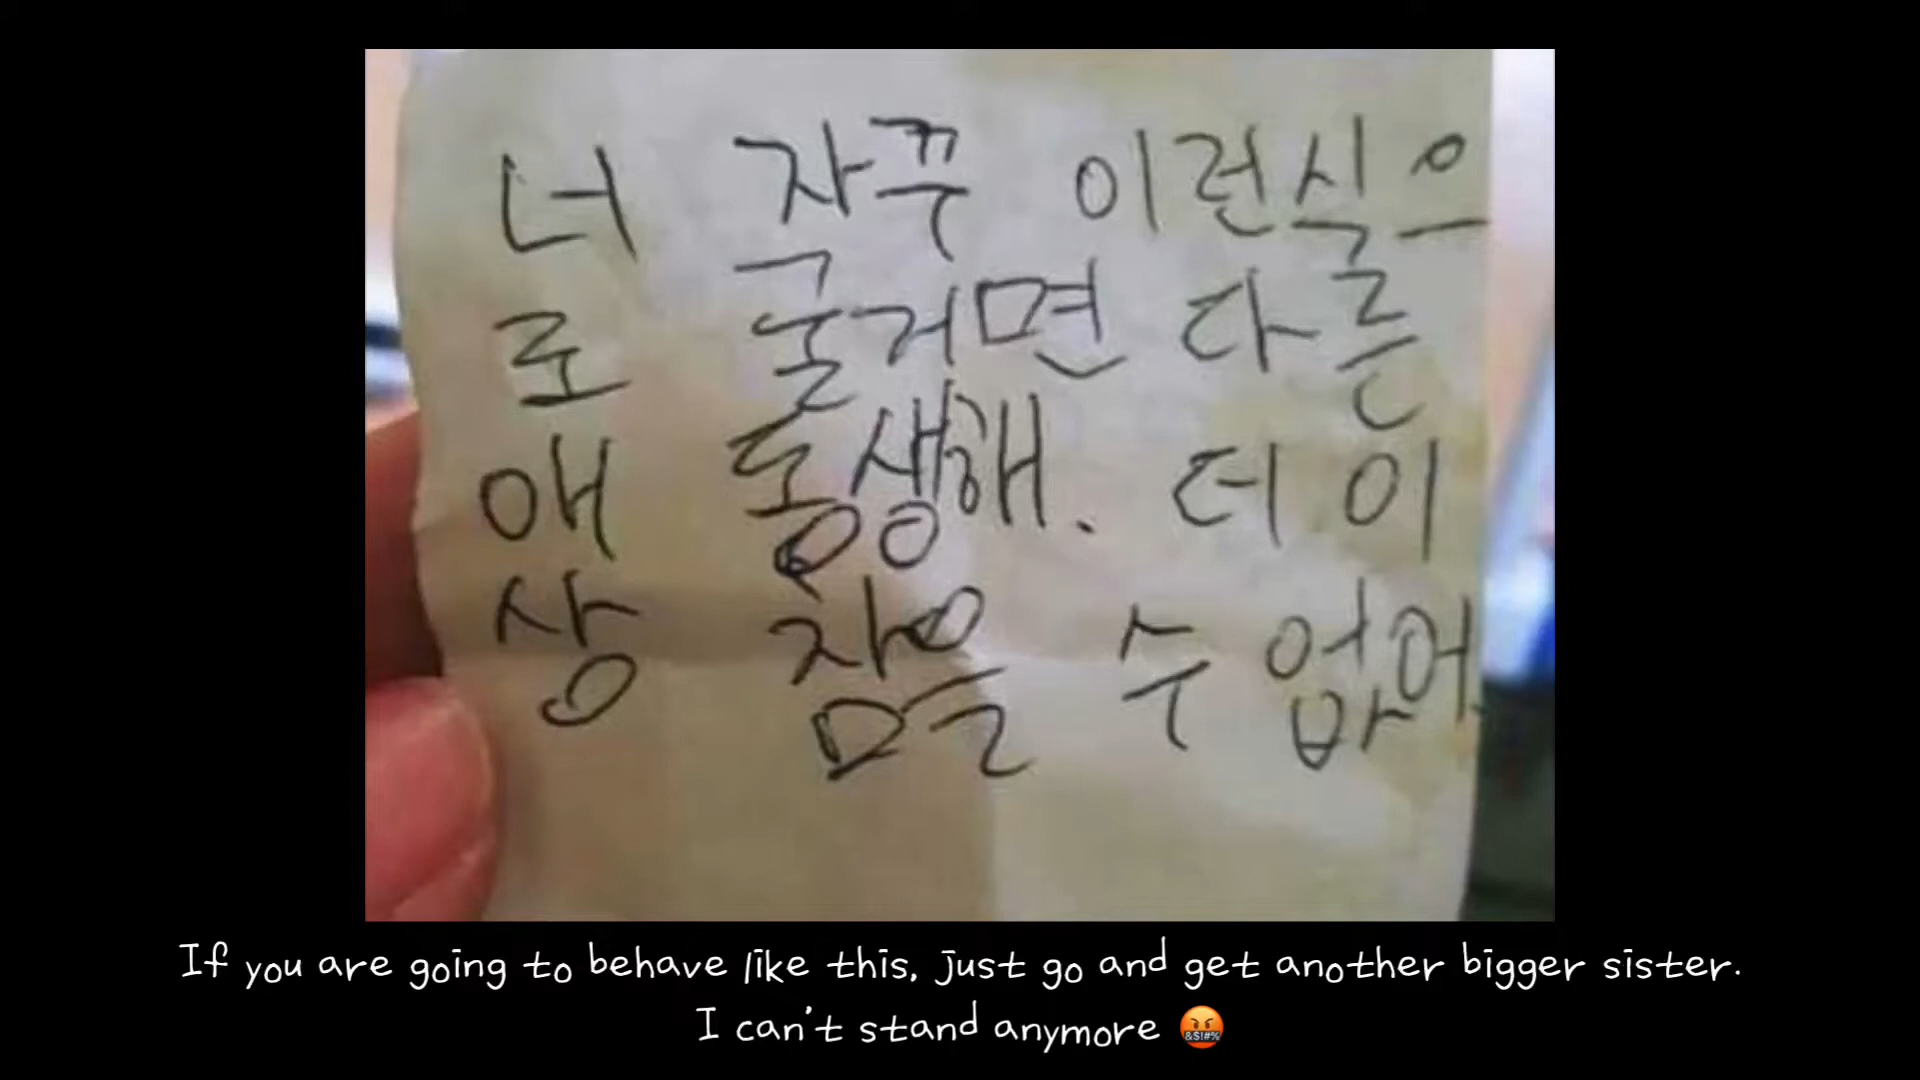 너 자꾸 이런식으
로 굴거면 다른
애 동생해. 더 이
상 참을 수 없어.
If you are going to behave like this, just go and get another bigger sister.
I can't stand anymore 🤬